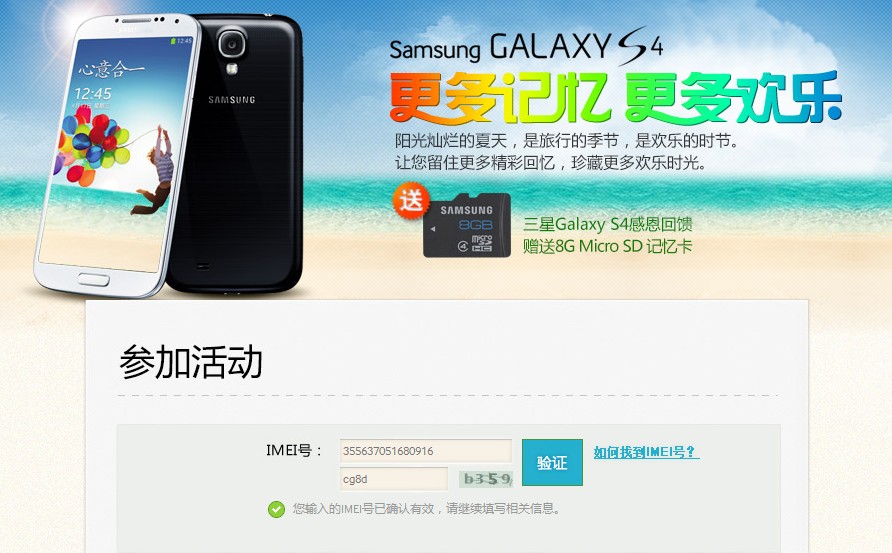 Samsung GALAXY S4
更多记忆 更多欢乐
阳光灿烂的夏天，是旅行的季节，是欢乐的时节。
让您留住更多精彩回忆，珍藏更多欢乐时光。
12:45
心意合一
12:45
SAMSUNG
送
SAMSUNG
8GB
4
micro
HC
三星Galaxy S4感恩回馈
赠送8G Micro SD 记忆卡
参加活动
IMEI号：
355637051680916
验证
如何找到IMEI号？
cg8d
b359
您输入的IMEI号已确认有效，请继续填写相关信息。